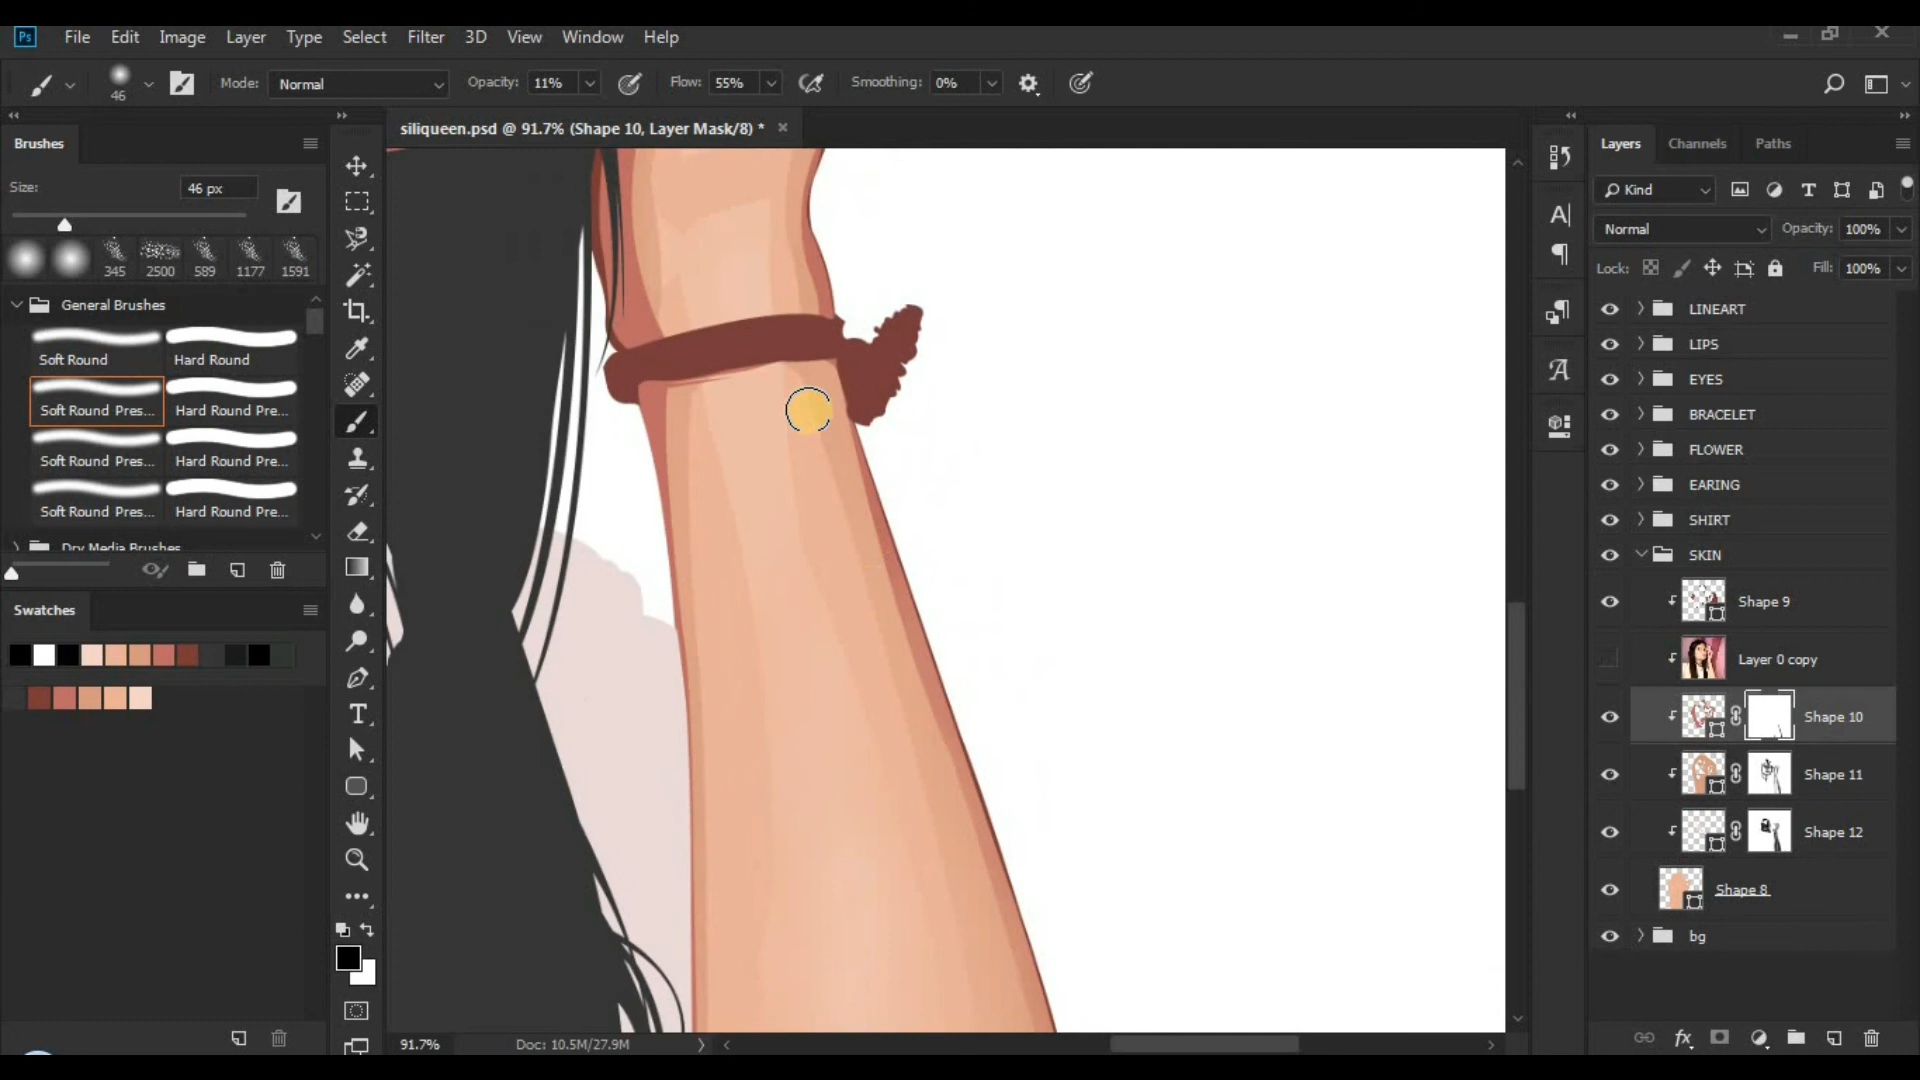 Ps File Edit Image Layer Type Select Filter 3D View Window Help
46 Mode: Normal Opacity: 11% Flow: 55% Smoothing: 0%
siliqueen.psd @ 91.7% (Shape 10, Layer Mask/8) *
Brushes
Size: 46 px
345 2500 589 1177 1591
General Brushes
Soft Round Hard Round
Soft Round Pres... Hard Round Pre...
Soft Round Pres... Hard Round Pre...
Soft Round Pres... Hard Round Pre...
Dry Media Brushes
Swatches
91.7% Doc: 10.5M/27.9M
Layers Channels Paths
Kind
Normal Opacity: 100%
Lock: Fill: 100%
LINEART
LIPS
EYES
BRACELET
FLOWER
EARING
SHIRT
SKIN
Shape 9
Layer 0 copy
Shape 10
Shape 11
Shape 12
Shape 8
bg